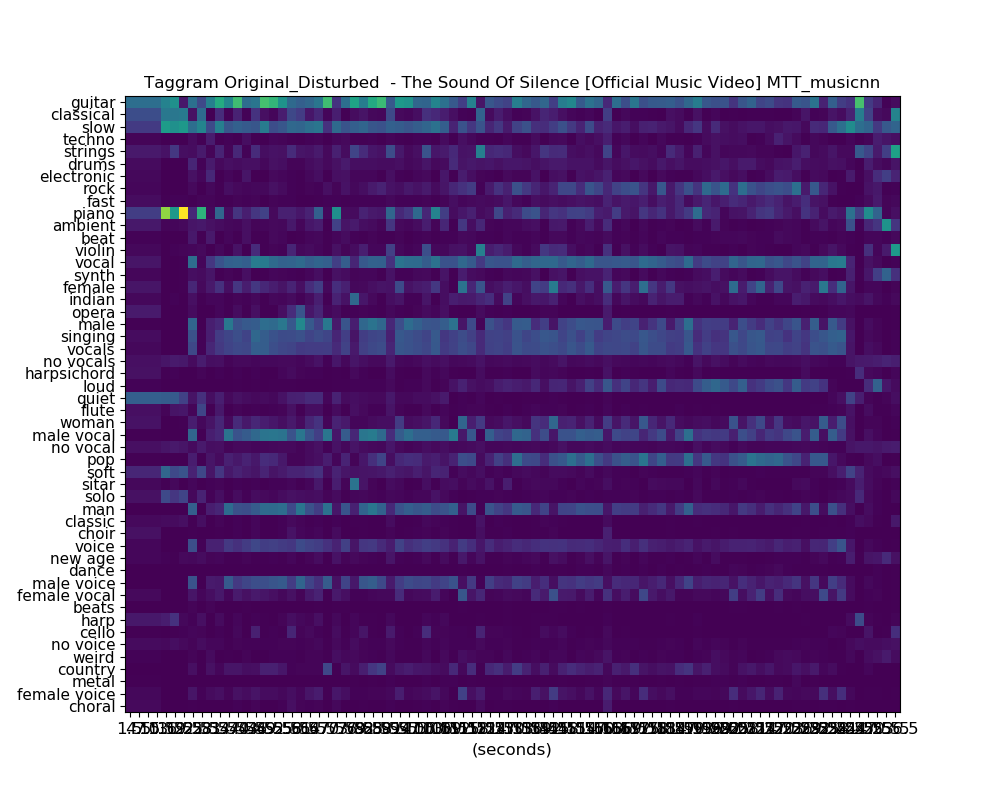 Taggram Original_Disturbed - The Sound Of Silence [Official Music Video] MTT_musicnn
guitar
classical
slow
techno
strings
drums
electronic
rock
fast
piano
ambient
beat
violin
vocal
synth
female
indian
opera
male
singing
vocals
no vocals
harpsichord
loud
quiet
flute
woman
male vocal
no vocal
pop
soft
sitar
solo
man
classic
choir
voice
new age
dance
male voice
female vocal
beats
harp
cello
no voice
weird
country
metal
female voice
choral
(seconds)